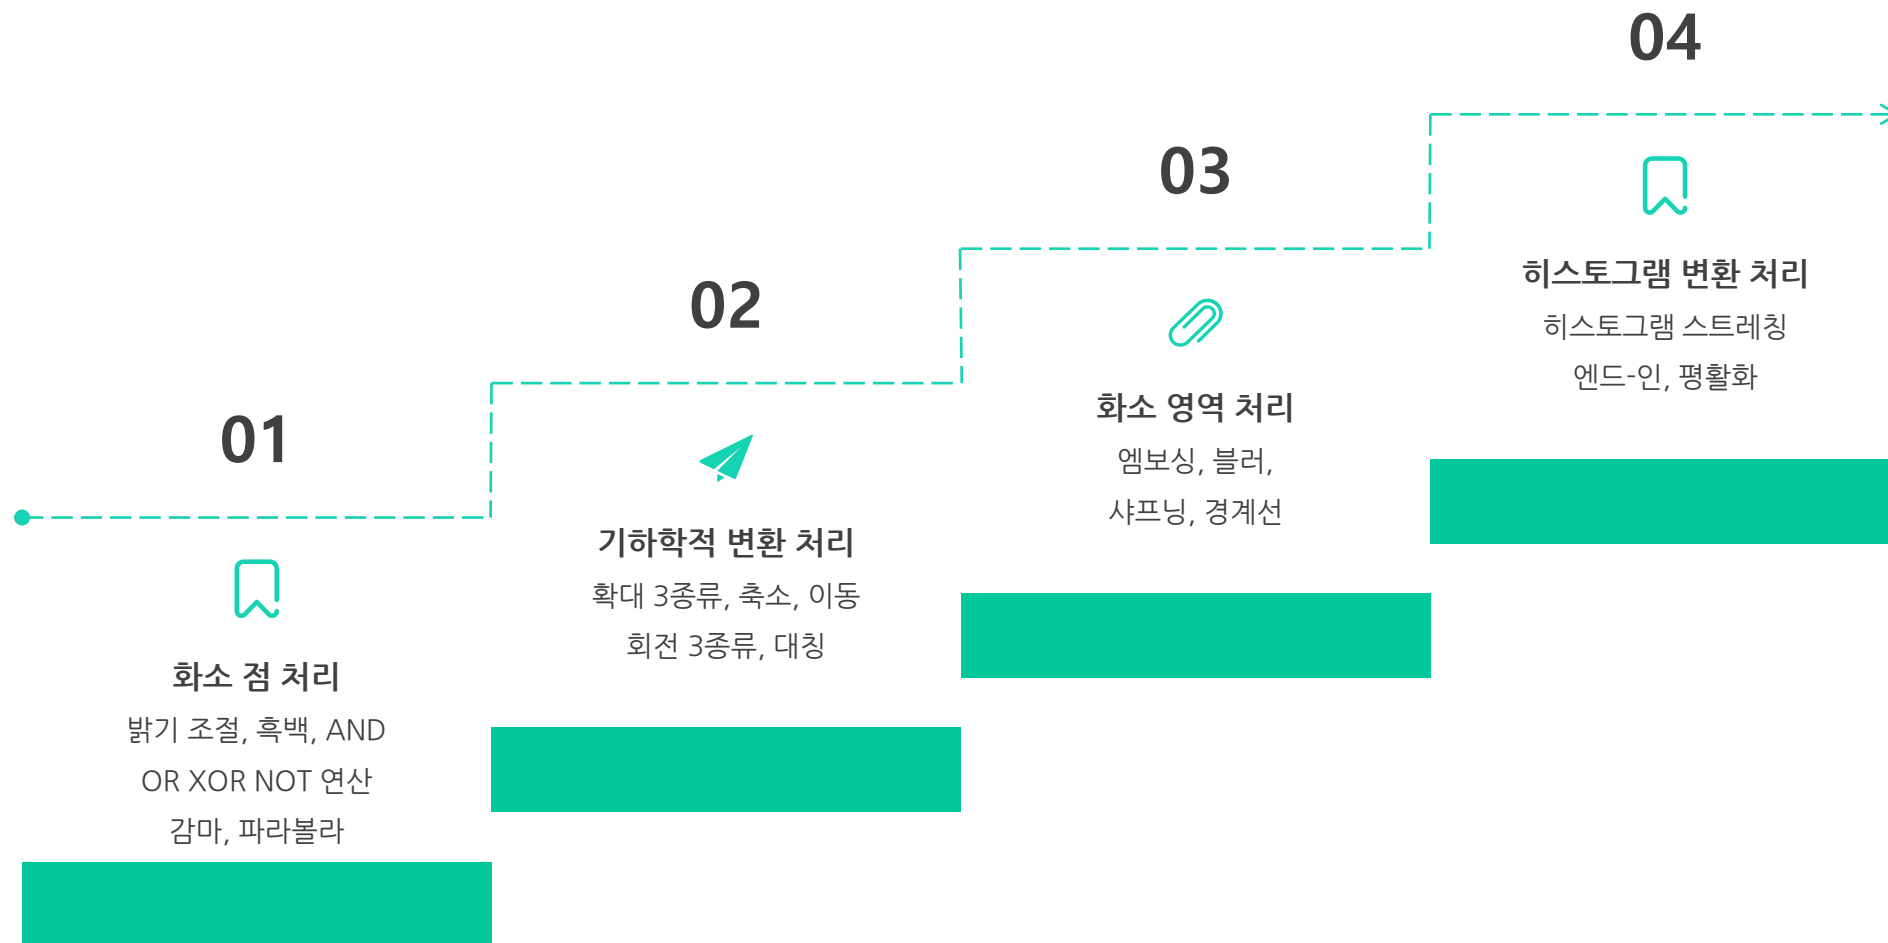 01
화소 점 처리
밝기 조절, 흑백, AND
OR XOR NOT 연산
감마, 파라볼라
02
기하학적 변환 처리
확대 3종류, 축소, 이동
회전 3종류, 대칭
03
화소 영역 처리
엠보싱, 블러,
샤프닝, 경계선
04
히스토그램 변환 처리
히스토그램 스트레칭
엔드-인, 평활화